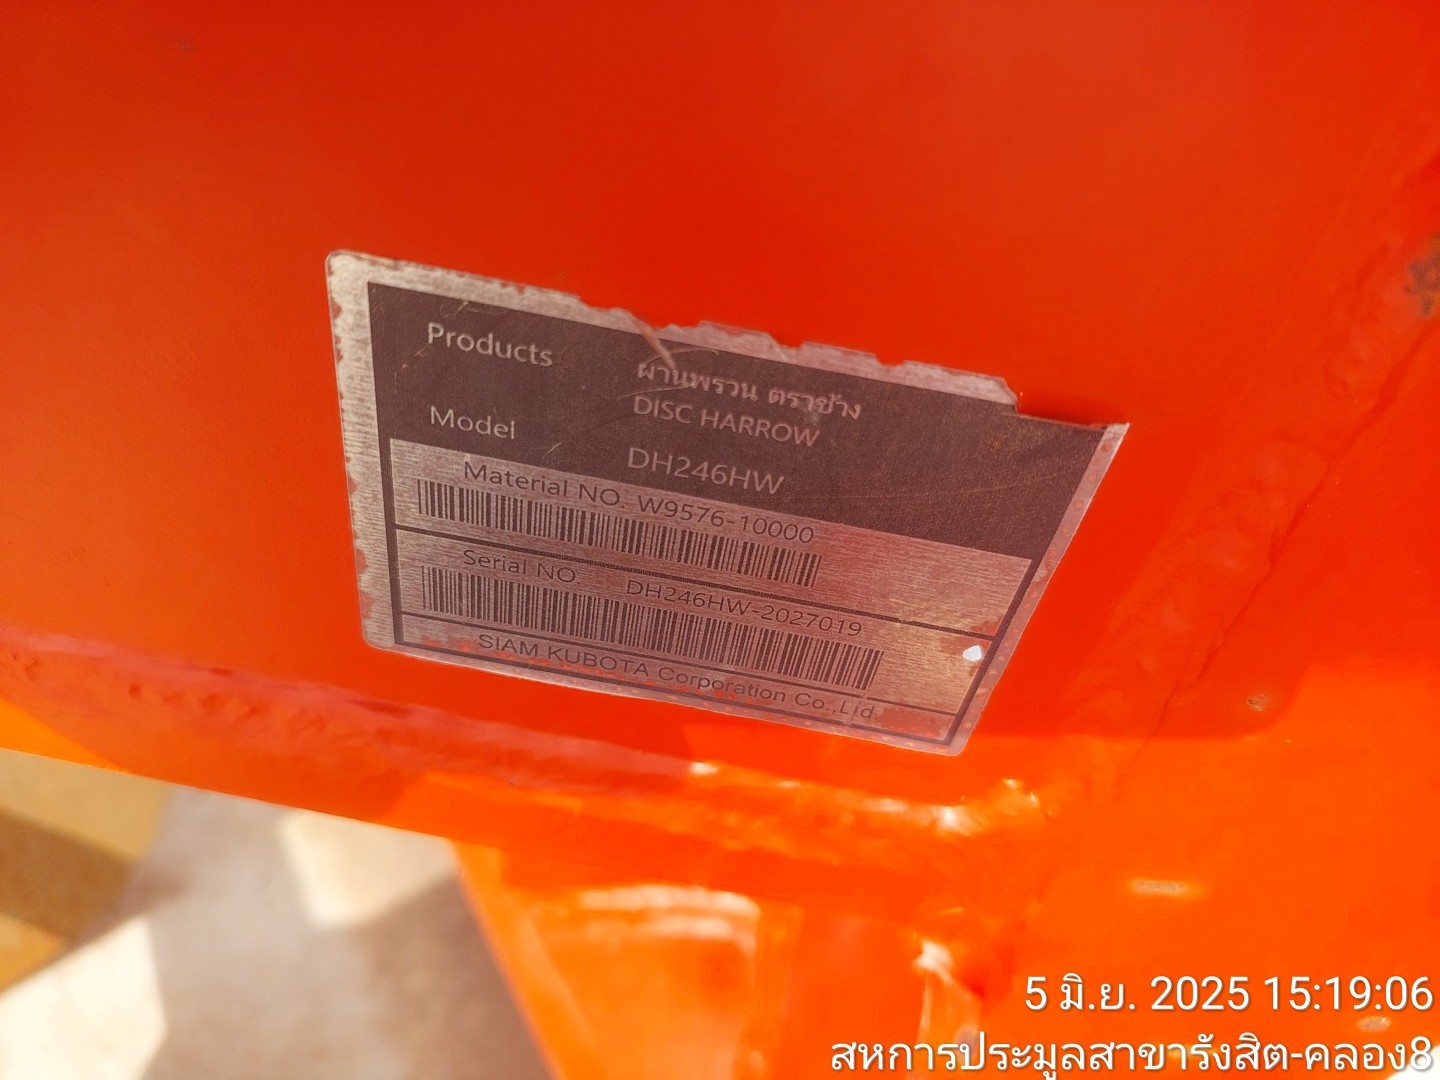 Products
ผานพรวน ตราช้าง
DISC HARROW
Model
DH246HW
Material NO. W9576-10000
Serial NO. DH246HW-2027019
SIAM KUBOTA Corporation Co.,Ltd.
5 มิ.ย. 2025 15:19:06
สหการประมูลสาขารังสิต-คลอง8